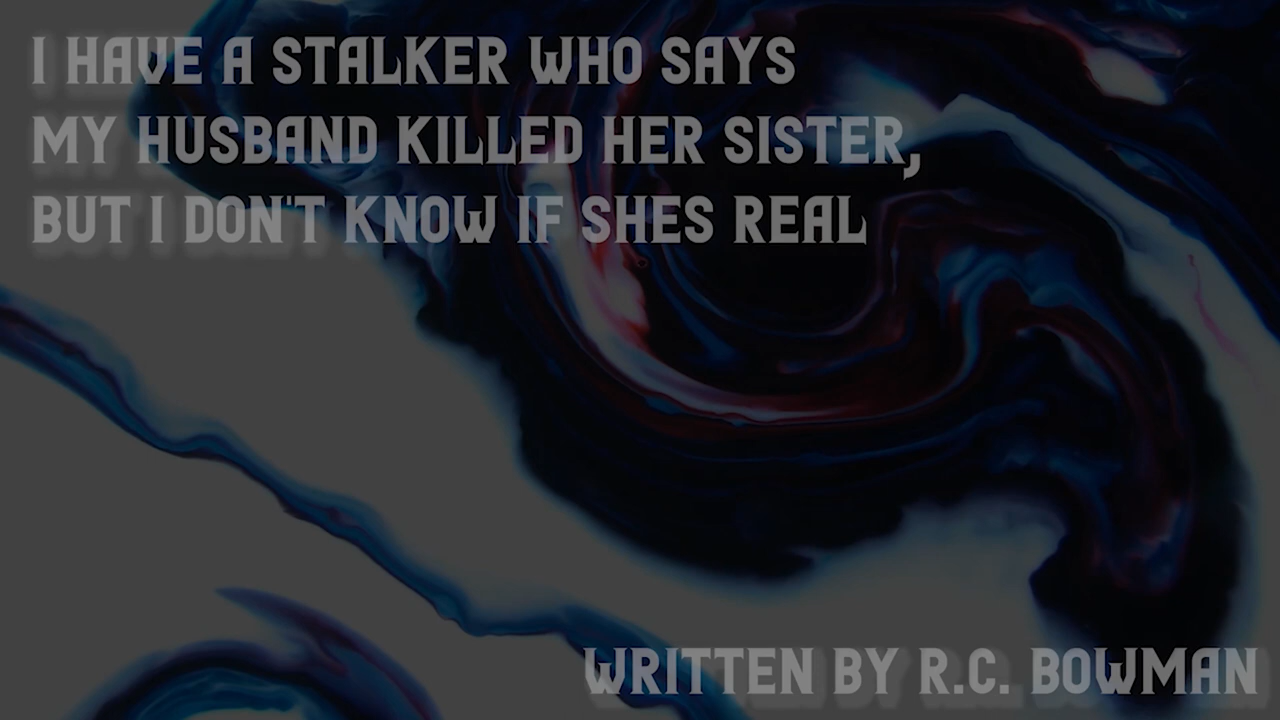 I HAVE A STALKER WHO SAYS
MY HUSBAND KILLED HER SISTER,
BUT I DON'T KNOW IF SHES REAL
WRITTEN BY R.C. BOWMAN